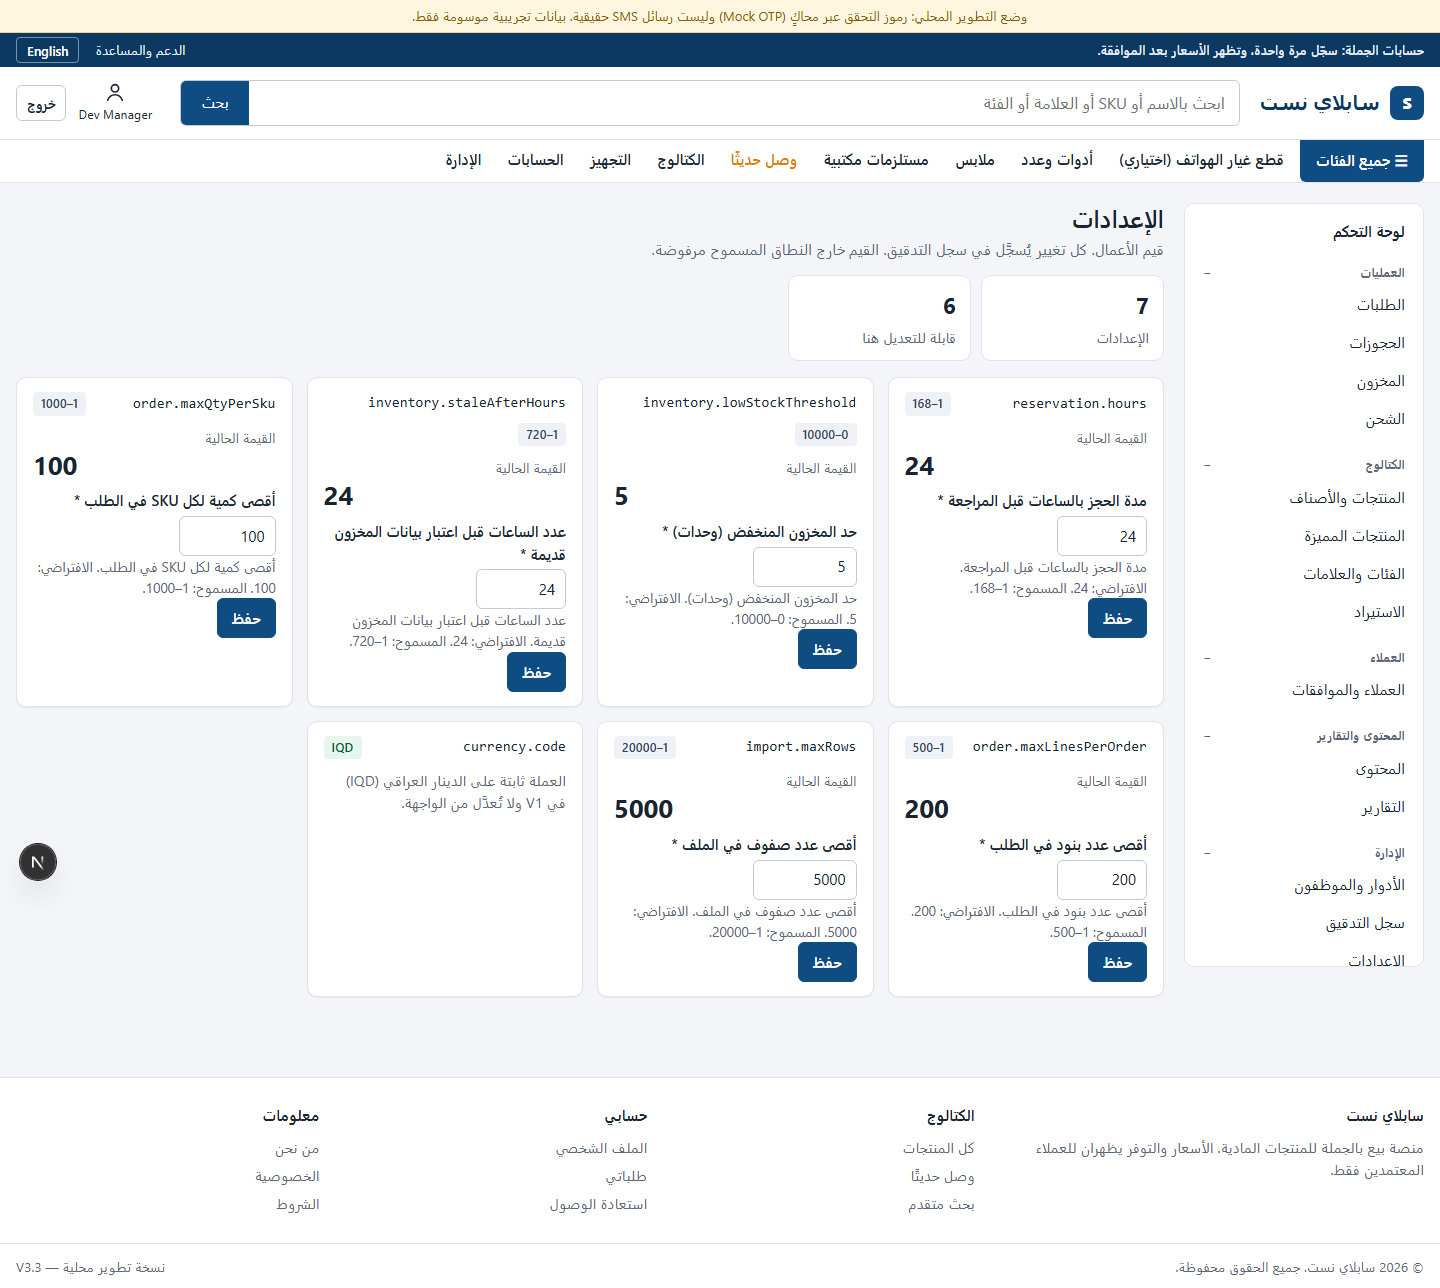 وضع التطوير المحلي: رموز التحقق عبر محاكٍ (Mock OTP) وليست رسائل SMS حقيقية. بيانات تجريبية موسومة فقط.
حسابات الجملة: سجّل مرة واحدة، وتظهر الأسعار بعد الموافقة.
الدعم والمساعدة
English
سابلاي نست
ابحث بالاسم أو SKU أو العلامة أو الفئة
بحث
Dev Manager
خروج
☰ جميع الفئات
قطع غيار الهواتف (اختياري)
أدوات وعدد
ملابس
مستلزمات مكتبية
وصل حديثًا
الكتالوج
التجهيز
الحسابات
الإدارة
لوحة التحكم
العمليات –
الطلبات
الحجوزات
المخزون
الشحن
الكتالوج –
المنتجات والأصناف
المنتجات المميزة
الفئات والعلامات
الاستيراد
العملاء –
العملاء والموافقات
المحتوى والتقارير –
المحتوى
التقارير
الإدارة –
الأدوار والموظفون
سجل التدقيق
الإعدادات
الإعدادات
قيم الأعمال. كل تغيير يُسجَّل في سجل التدقيق. القيم خارج النطاق المسموح مرفوضة.
7
الإعدادات
6
قابلة للتعديل هنا
reservation.hours
1–168
القيمة الحالية
24
مدة الحجز بالساعات قبل المراجعة *
24
مدة الحجز بالساعات قبل المراجعة.
الافتراضي: 24. المسموح: 1–168.
حفظ
inventory.lowStockThreshold
0–10000
القيمة الحالية
5
حد المخزون المنخفض (وحدات) *
5
حد المخزون المنخفض (وحدات). الافتراضي:
5. المسموح: 0–10000.
حفظ
inventory.staleAfterHours
1–720
القيمة الحالية
24
عدد الساعات قبل اعتبار بيانات المخزون
قديمة *
24
عدد الساعات قبل اعتبار بيانات المخزون
قديمة. الافتراضي: 24. المسموح: 1–720.
حفظ
order.maxQtyPerSku
1–1000
القيمة الحالية
100
أقصى كمية لكل SKU في الطلب *
100
أقصى كمية لكل SKU في الطلب. الافتراضي:
100. المسموح: 1–1000.
حفظ
order.maxLinesPerOrder
1–500
القيمة الحالية
200
أقصى عدد بنود في الطلب *
200
أقصى عدد بنود في الطلب. الافتراضي: 200.
المسموح: 1–500.
حفظ
import.maxRows
1–20000
القيمة الحالية
5000
أقصى عدد صفوف في الملف *
5000
أقصى عدد صفوف في الملف. الافتراضي:
5000. المسموح: 1–20000.
حفظ
currency.code
IQD
العملة ثابتة على الدينار العراقي (IQD)
في V1 ولا تُعدَّل من الواجهة.
سابلاي نست
منصة بيع بالجملة للمنتجات المادية. الأسعار والتوفر يظهران للعملاء
المعتمدين فقط.
الكتالوج
كل المنتجات
وصل حديثًا
بحث متقدم
حسابي
الملف الشخصي
طلباتي
استعادة الوصول
معلومات
من نحن
الخصوصية
الشروط
© 2026 سابلاي نست. جميع الحقوق محفوظة.
نسخة تطوير محلية — V3.3